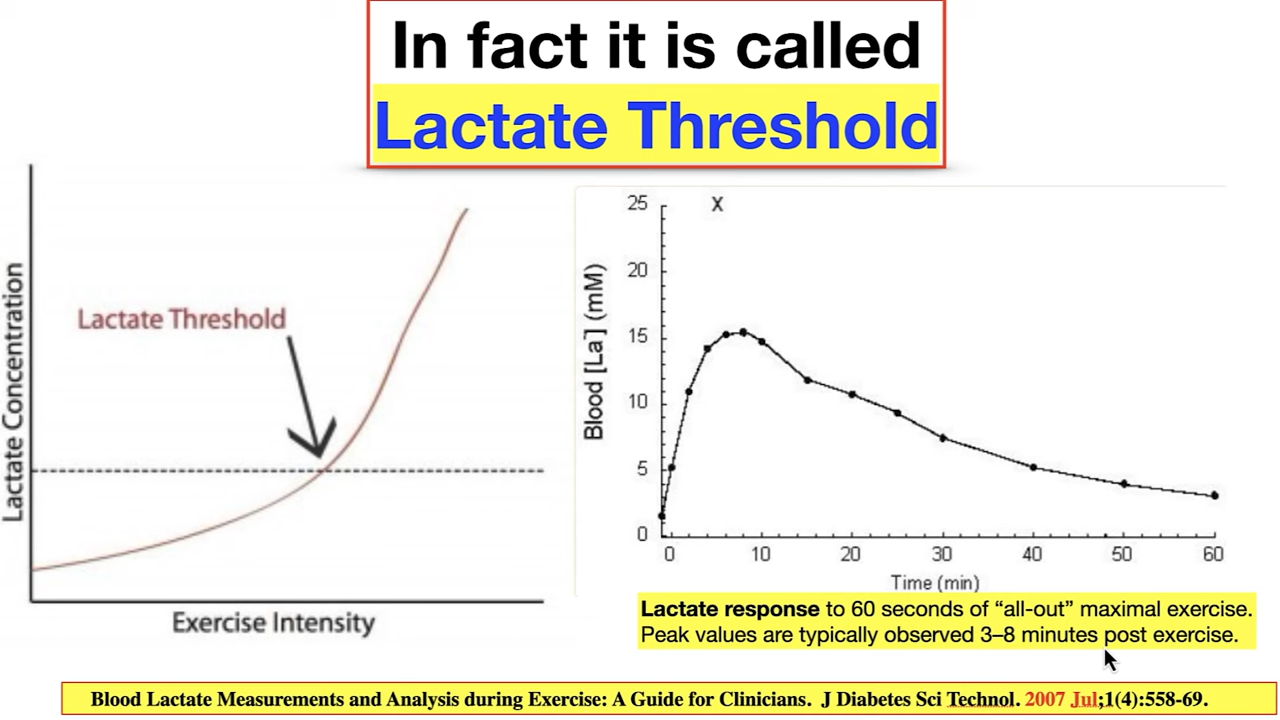 In fact it is called
Lactate Threshold
Lactate Concentration
Lactate Threshold
Exercise Intensity
Blood [La] (mM)
X
25
20
15
10
5
0
0 10 20 30 40 50 60
Time (min)
Lactate response to 60 seconds of “all-out” maximal exercise.
Peak values are typically observed 3–8 minutes post exercise.
Blood Lactate Measurements and Analysis during Exercise: A Guide for Clinicians. J Diabetes Sci Technol. 2007 Jul;1(4):558-69.